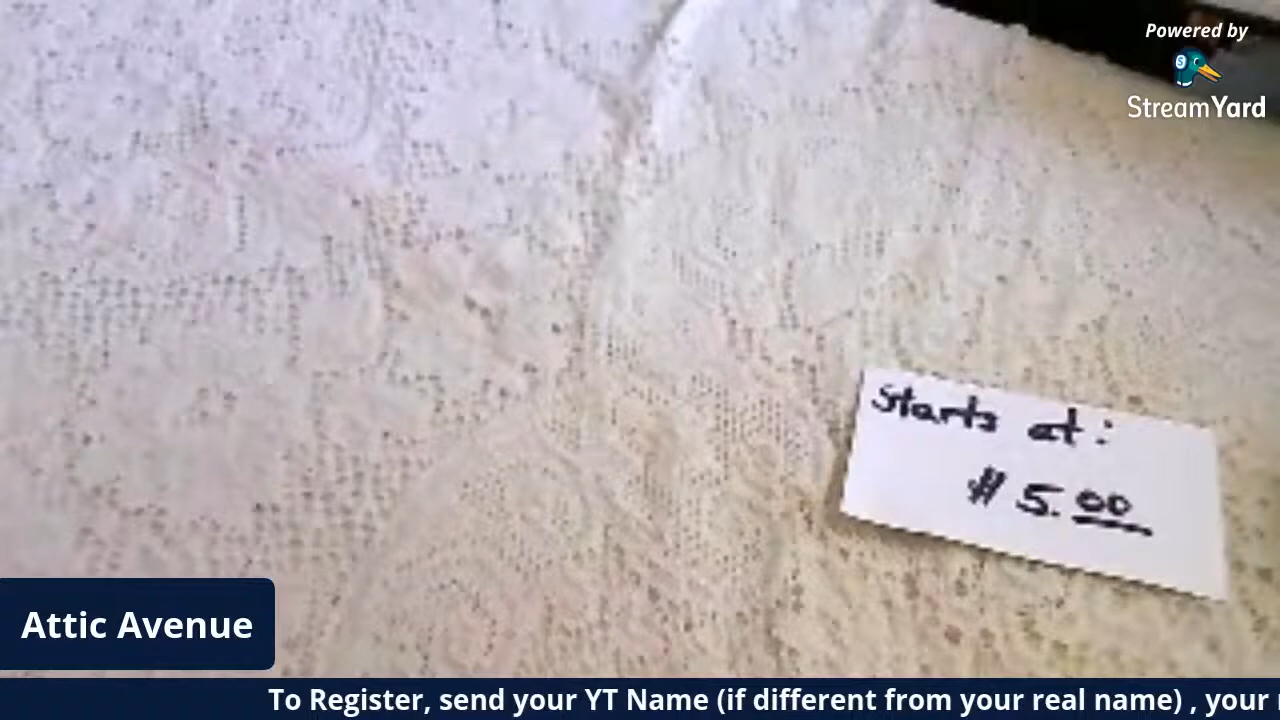 Powered by
StreamYard
Starts at:
$ 5.00
Attic Avenue
To Register, send your YT Name (if different from your real name) , your